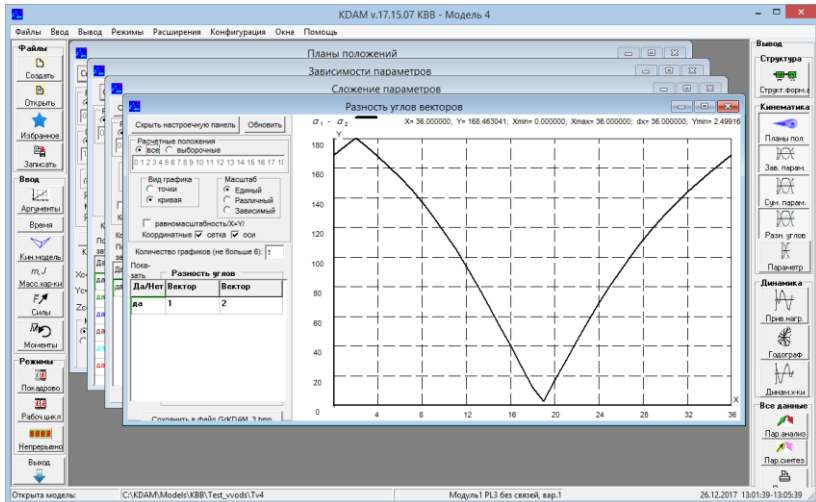 KDAM v.17.15.07 KBB - Модель 4
Файлы Ввод Вывод Режимы Расширения Конфигурация Окна Помощь
Файлы
Создать
Открыть
Избранное
Записать
Ввод
Аргументы
Время
Кин.модель
m, J
Масс.хар-ки
F
Силы
M
Моменты
Режимы
Покадрово
Рабоч.цикл
Непрерывно
Выход
Планы положений
Зависимости параметров
Сложение параметров
Разность углов векторов
Скрыть настроечную панель Обновить
Расчетные положения
все выборочные
0 1 2 3 4 5 6 7 8 9 10 11 12 13 14 15 16 17 18
Вид графика
точки
кривая
Масштаб
Единый
Различный
Зависимый
равномасштабность/X=Y/
Координатные сетка оси
Количество графиков (не больше 6): 1
Пока-
зать Разность углов
Да/Нет Вектор Вектор
да 1 2
Сохранить в файл GrKDAM_3.bmp
σ1 - σ2 X= 36.000000; Y= 168.463041; Xmin= 0.000000; Xmax= 36.000000; dx= 36.000000; Ymin= 2.49916
Y
180
160
140
120
100
80
60
40
20
0 4 8 12 16 20 24 28 32 36
X
Вывод
Структура
Структ.форм.
Кинематика
Планы пол.
Зав. парам.
Сум. парам.
Разн. углов
Параметр
Динамика
Прив.нагр.
Годограф
Динам.х-ки
Все данные
Пар.анализ
Пар.синтез
Открыта модель: C:\KDAM\Models\KBB\Test_vvods\Tv4 Модуль1 PL3 без связей, вар.1 26.12.2017 13:01:39-13:05:39